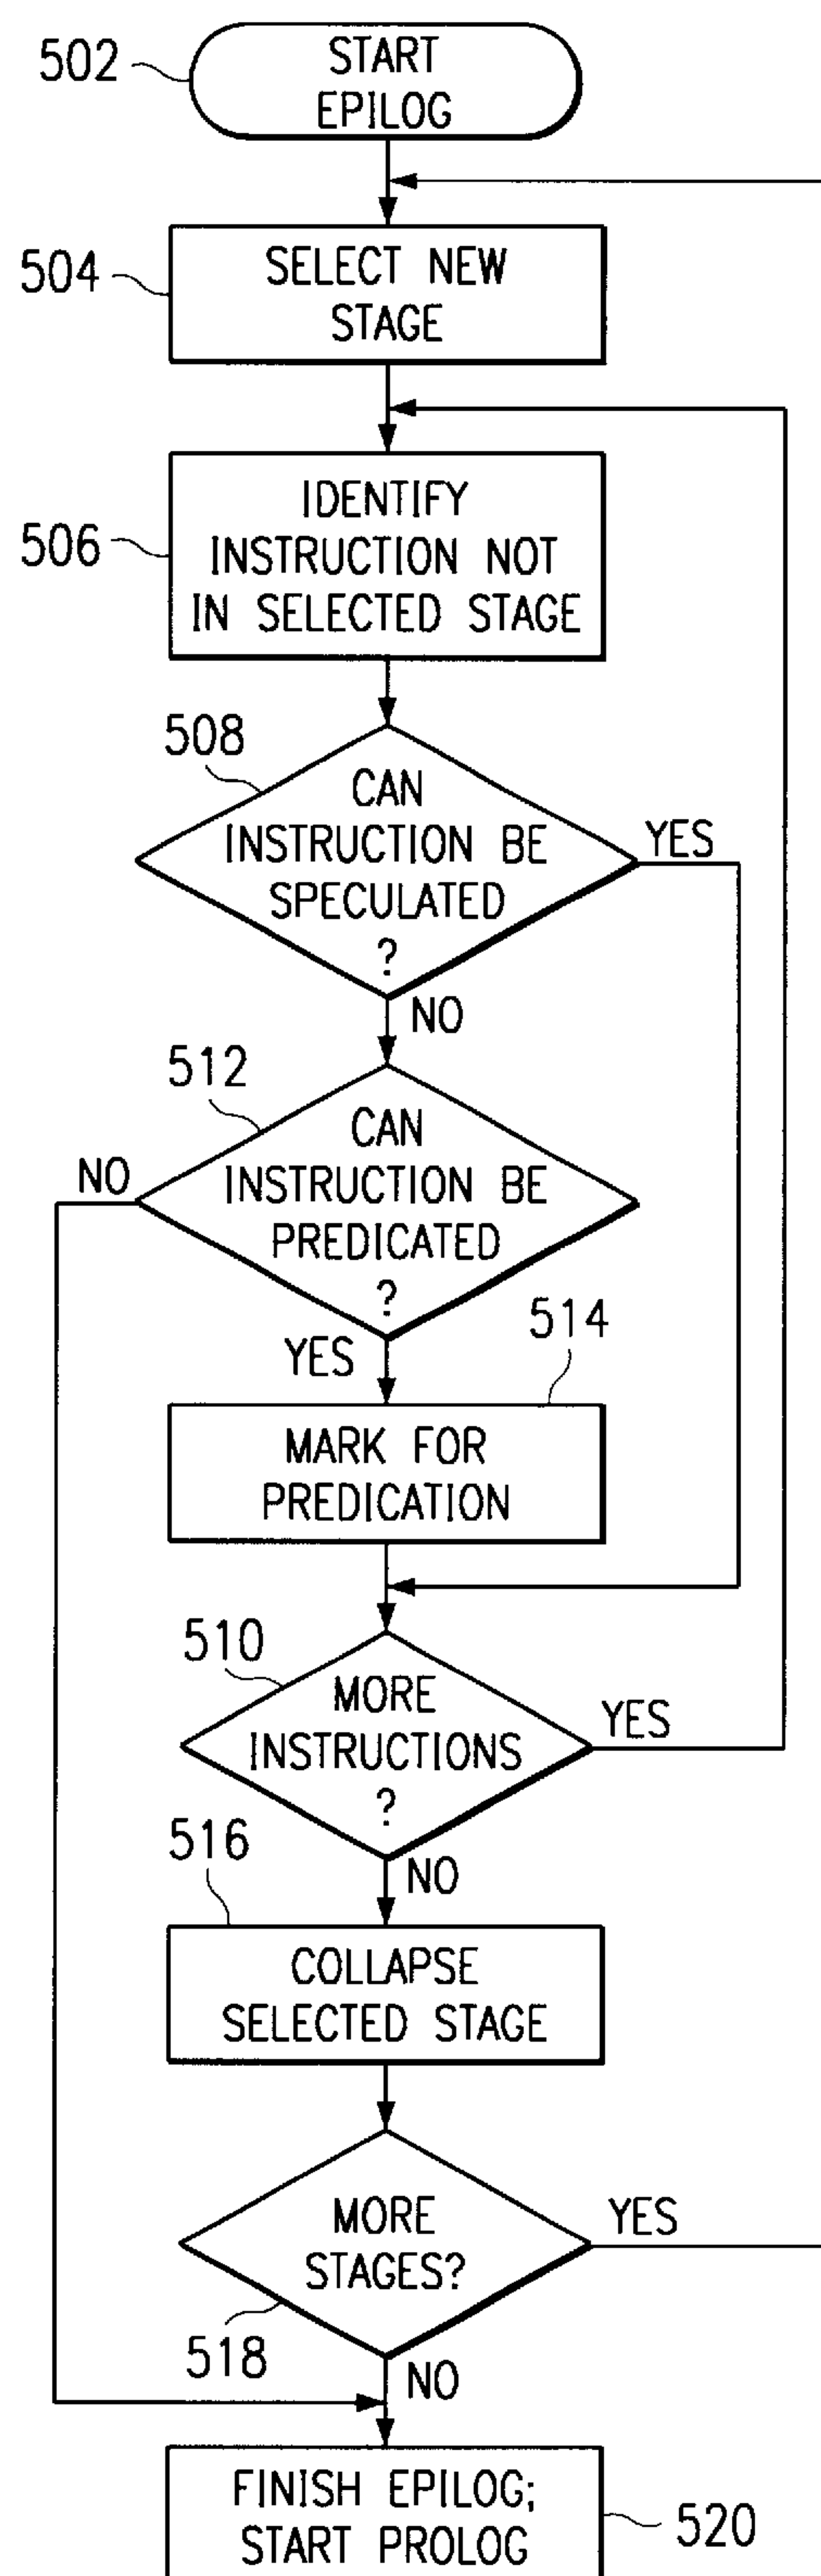 502
START
EPILOG
504
SELECT NEW
STAGE
506
IDENTIFY
INSTRUCTION NOT
IN SELECTED STAGE
508
CAN
INSTRUCTION BE
SPECULATED
?
YES
NO
512
CAN
INSTRUCTION BE
PREDICATED
?
NO
YES
514
MARK FOR
PREDICATION
510
MORE
INSTRUCTIONS
?
YES
NO
516
COLLAPSE
SELECTED STAGE
MORE
STAGES?
YES
518
NO
FINISH EPILOG;
START PROLOG
520